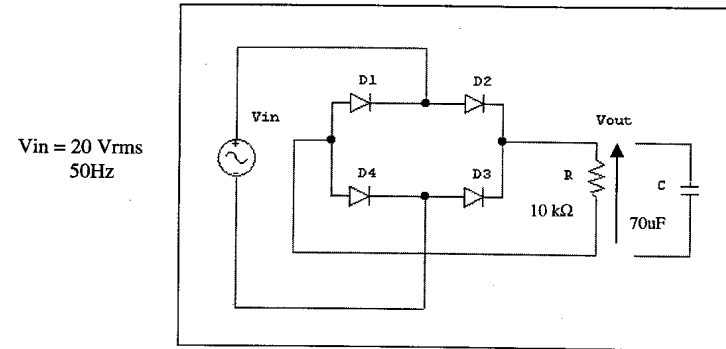 D1
D2
Vin
Vout
Vin = 20 Vrms
50Hz
D4
D3
R
C
10 kΩ
70uF